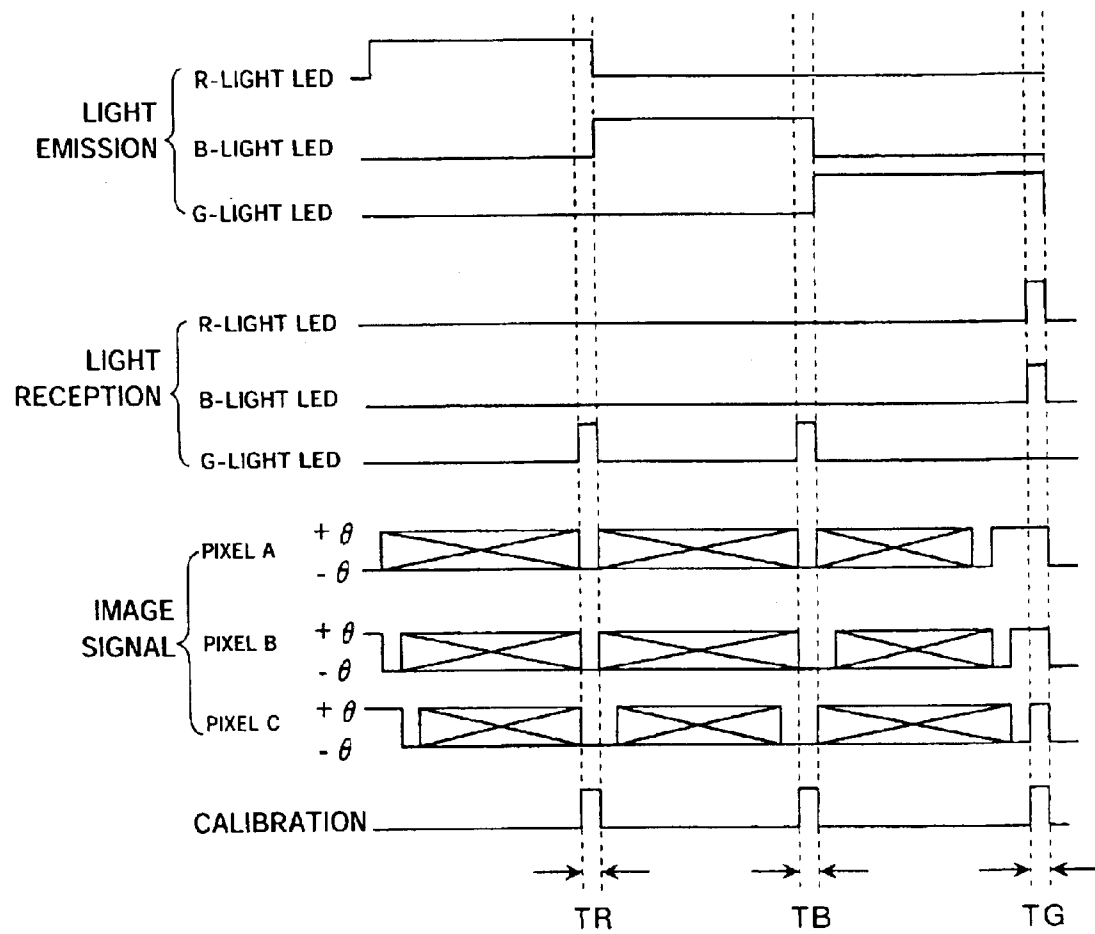 LIGHT
EMISSION
R-LIGHT LED
B-LIGHT LED
G-LIGHT LED
LIGHT
RECEPTION
R-LIGHT LED
B-LIGHT LED
G-LIGHT LED
IMAGE
SIGNAL
PIXEL A
+ θ
- θ
PIXEL B
+ θ
- θ
PIXEL C
+ θ
- θ
CALIBRATION
TR
TB
TG